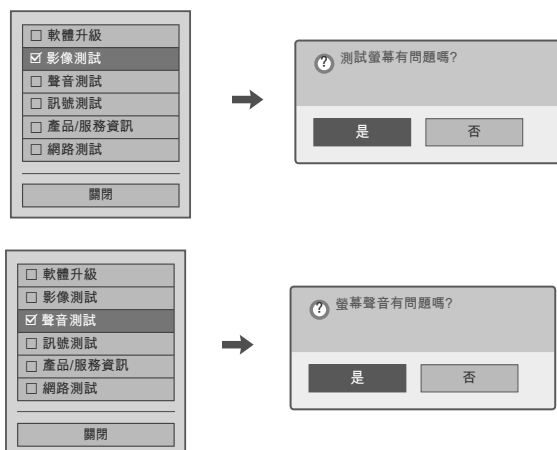 軟體升級
影像測試
聲音測試
訊號測試
產品/服務資訊
網路測試
關閉
測試螢幕有問題嗎?
是
否
軟體升級
影像測試
聲音測試
訊號測試
產品/服務資訊
網路測試
關閉
螢幕聲音有問題嗎?
是
否